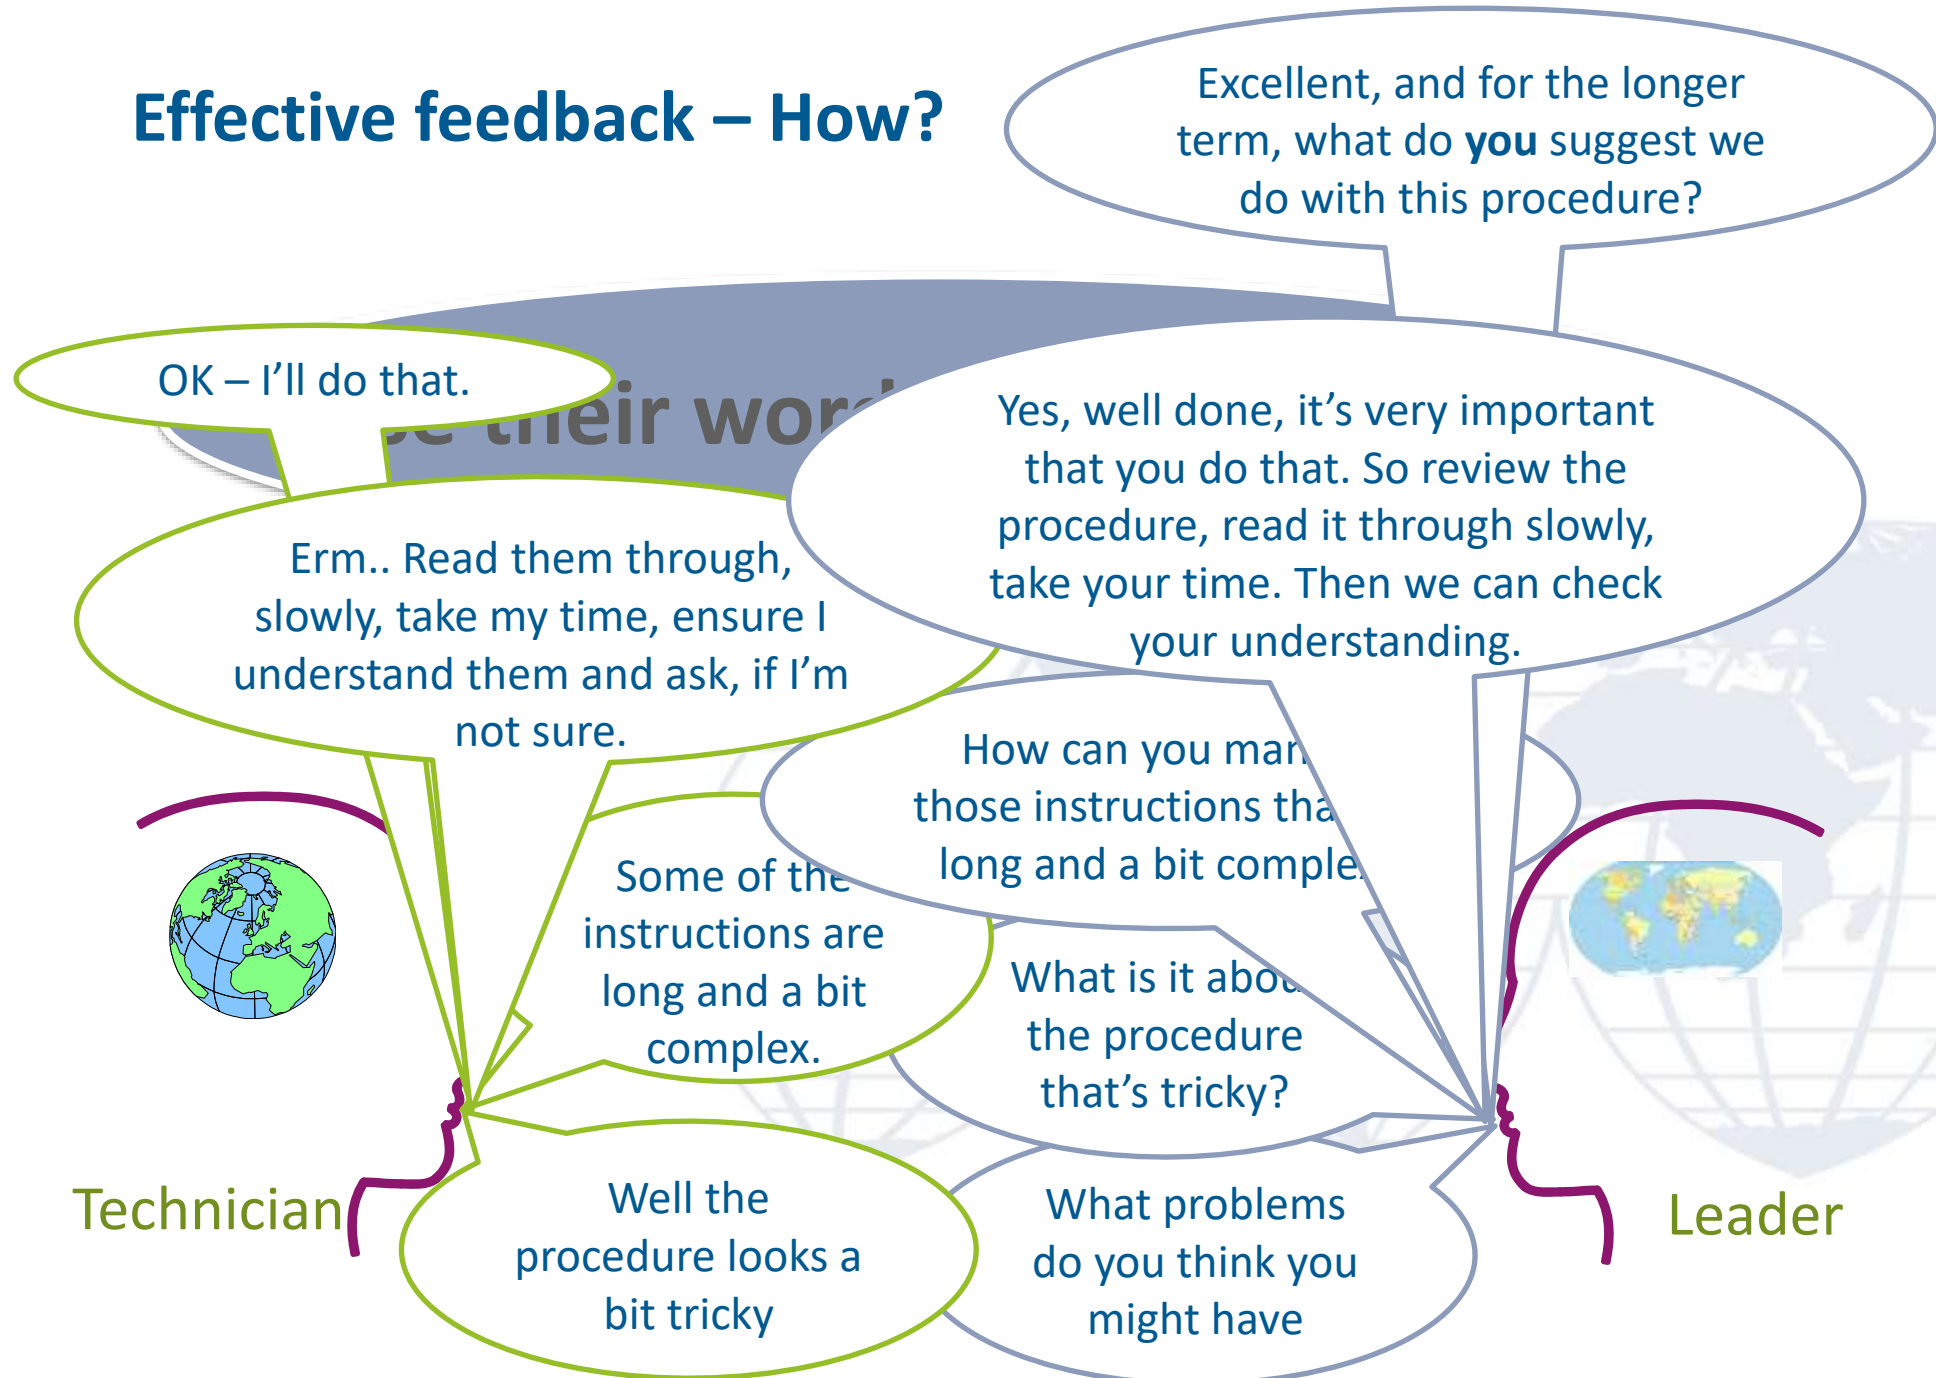 Effective feedback – How?
Excellent, and for the longer
term, what do you suggest we
do with this procedure?
OK – I'll do that.
their
Yes, well done, it's very important
that you do that. So review the
procedure, read it through slowly,
take your time. Then we can check
your understanding.
Erm.. Read them through,
slowly, take my time, ensure I
understand them and ask, if I'm
not sure.
How can you
those instructions
long and a bit
Some of the
instructions are
long and a bit
complex.
What is it about
the procedure
that's tricky?
Technician
Well the
procedure looks a
bit tricky
What problems
do you think you
might have
Leader